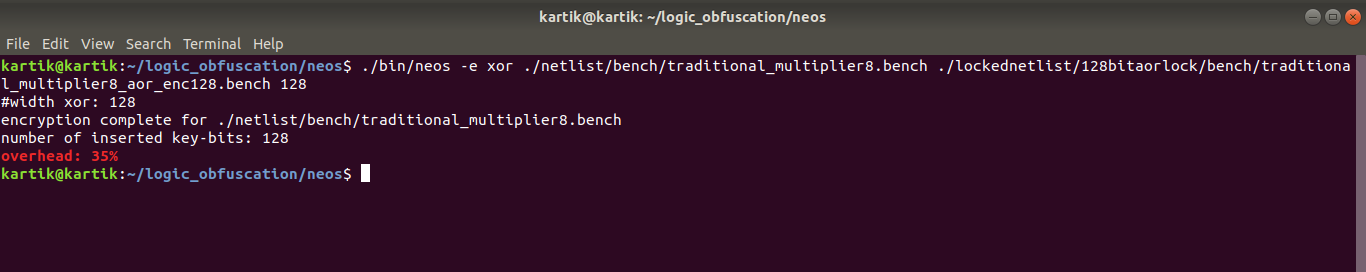 kartik@kartik: ~/logic_obfuscation/neos
File Edit View Search Terminal Help
kartik@kartik:~/logic_obfuscation/neos$ ./bin/neos -e xor ./netlist/bench/traditional_multiplier8.bench ./lockednetlist/128bitaorlock/bench/traditiona
l_multiplier8_aor_enc128.bench 128
#width xor: 128
encryption complete for ./netlist/bench/traditional_multiplier8.bench
number of inserted key-bits: 128
overhead: 35%
kartik@kartik:~/logic_obfuscation/neos$